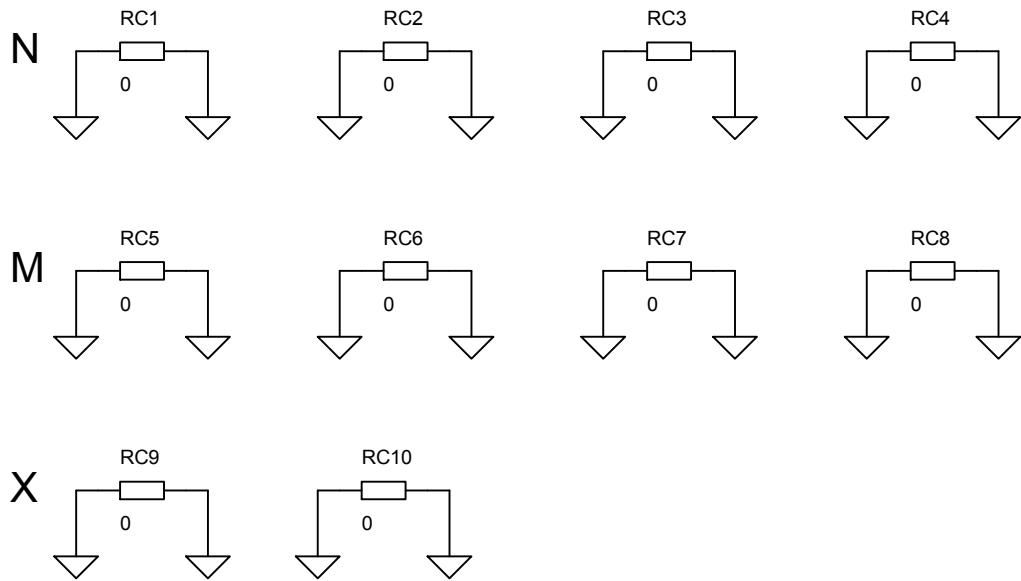 RC1 RC2 RC3 RC4
N
0 0 0 0
RC5 RC6 RC7 RC8
M
0 0 0 0
RC9 RC10
X
0 0